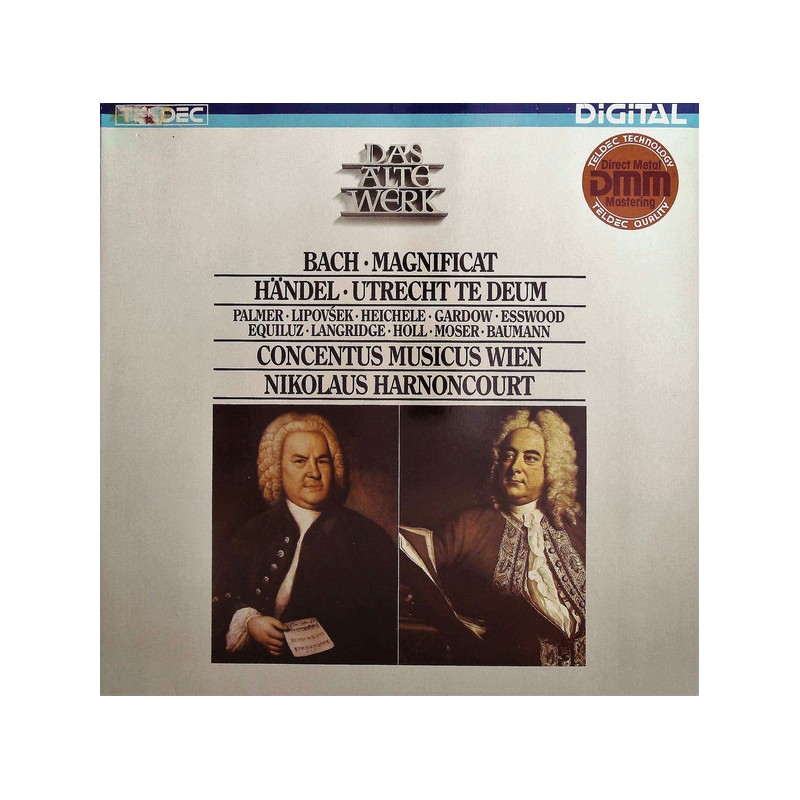 TELDEC
DIGITAL
DAS
ALTE
WERK
TELDEC TECHNOLOGY
Direct Metal
DMM
Mastering
TELDEC QUALITY
BACH · MAGNIFICAT
HÄNDEL · UTRECHT TE DEUM
PALMER · LIPOVŠEK · HEICHELE · GARDOW · ESSWOOD
EQUILUZ · LANGRIDGE · HOLL · MOSER · BAUMANN
CONCENTUS MUSICUS WIEN
NIKOLAUS HARNONCOURT